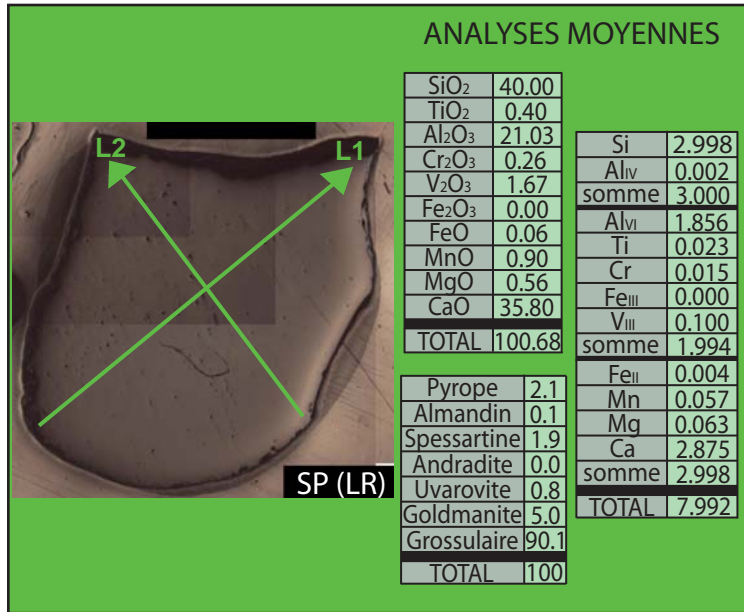 ANALYSES MOYENNES
L2
L1
SP (LR)
SiO2 40.00
TiO2 0.40
Al2O3 21.03
Cr2O3 0.26
V2O3 1.67
Fe2O3 0.00
FeO 0.06
MnO 0.90
MgO 0.56
CaO 35.80
TOTAL 100.68
Pyrope 2.1
Almandin 0.1
Spessartine 1.9
Andradite 0.0
Uvarovite 0.8
Goldmanite 5.0
Grossulaire 90.1
TOTAL 100
Si 2.998
AlIV 0.002
somme 3.000
AlVI 1.856
Ti 0.023
Cr 0.015
FeIII 0.000
VIII 0.100
somme 1.994
FeII 0.004
Mn 0.057
Mg 0.063
Ca 2.875
somme 2.998
TOTAL 7.992